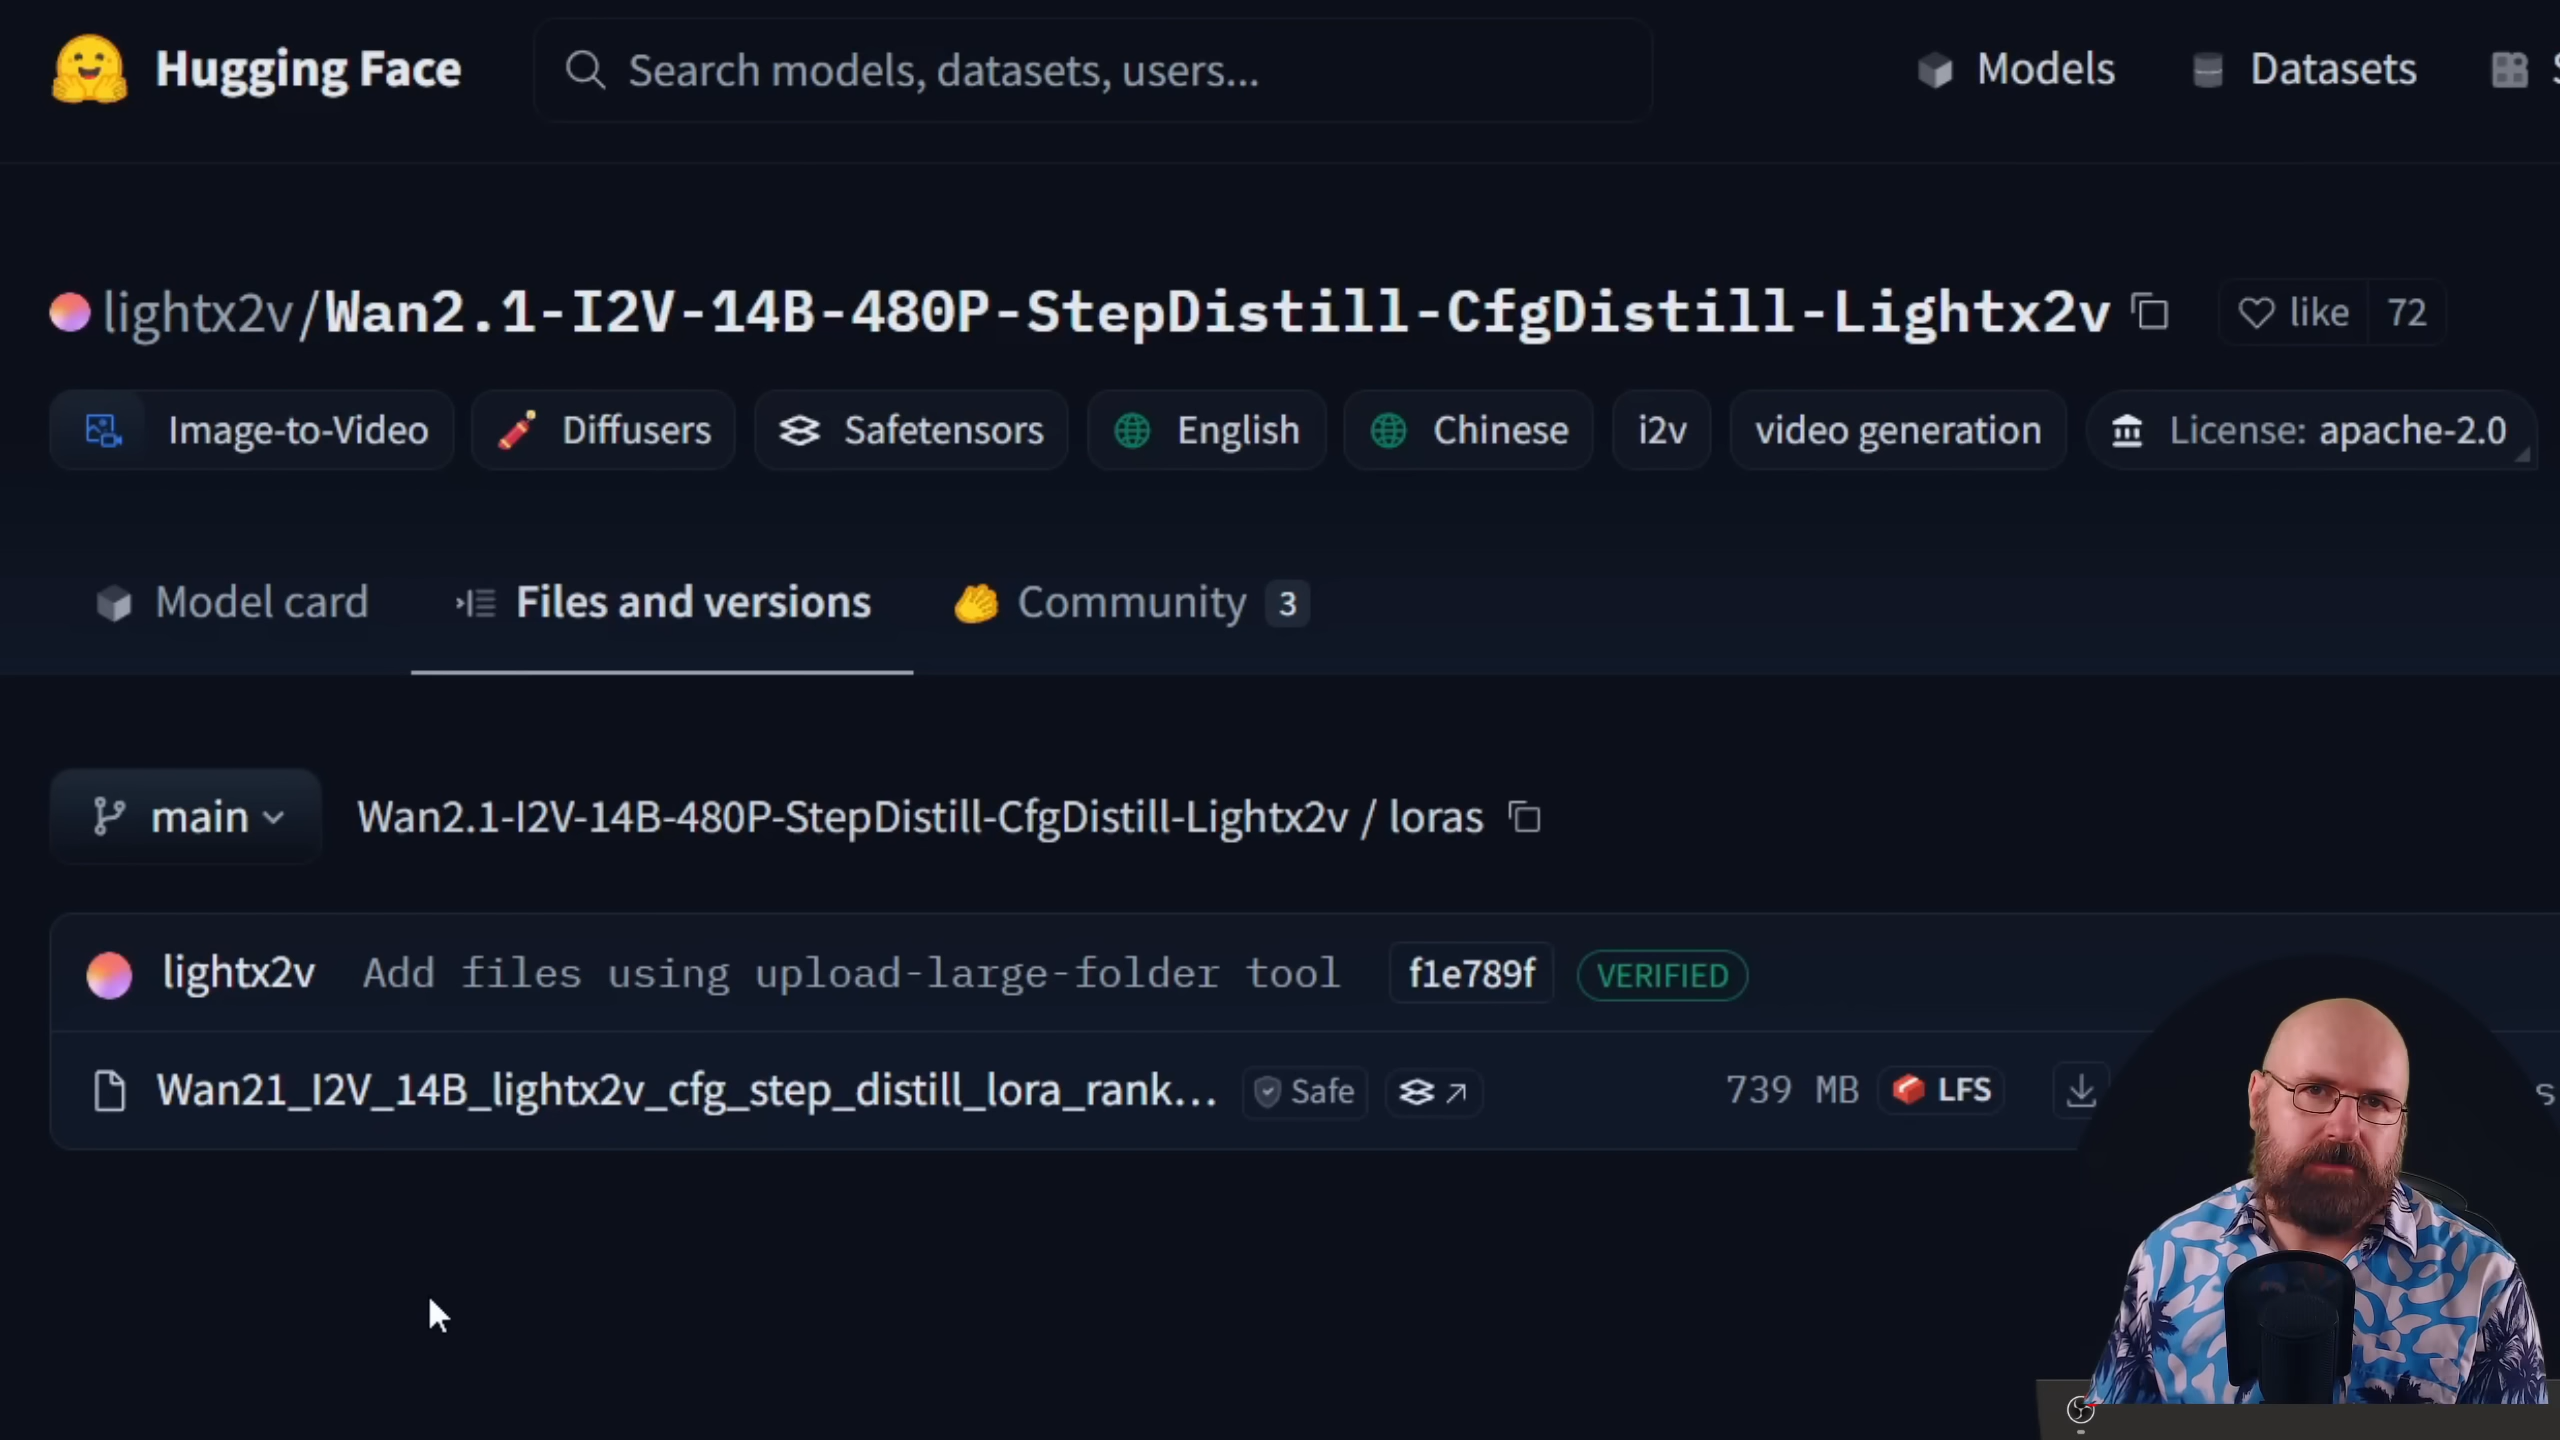 Hugging Face
Search models, datasets, users...
Models
Datasets
lightx2v/Wan2.1-I2V-14B-480P-StepDistill-CfgDistill-Lightx2v
like 72
Image-to-Video
Diffusers
Safetensors
English
Chinese
i2v
video generation
License: apache-2.0
Model card
Files and versions
Community 3
main
Wan2.1-I2V-14B-480P-StepDistill-CfgDistill-Lightx2v / loras
lightx2v
Add files using upload-large-folder tool
f1e789f
VERIFIED
Wan21_I2V_14B_lightx2v_cfg_step_distill_lora_rank...
Safe
739 MB
LFS